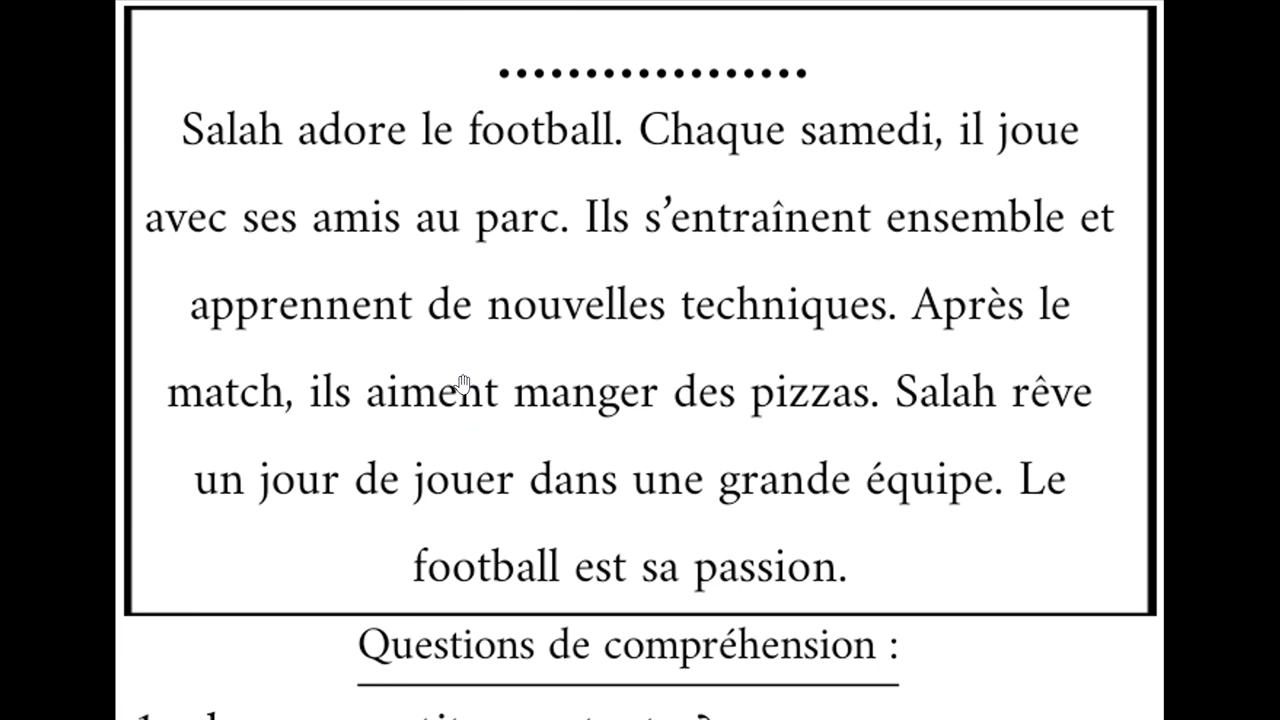 ..................
Salah adore le football. Chaque samedi, il joue
avec ses amis au parc. Ils s’entraînent ensemble et
apprennent de nouvelles techniques. Après le
match, ils aiment manger des pizzas. Salah rêve
un jour de jouer dans une grande équipe. Le
football est sa passion.
Questions de compréhension :